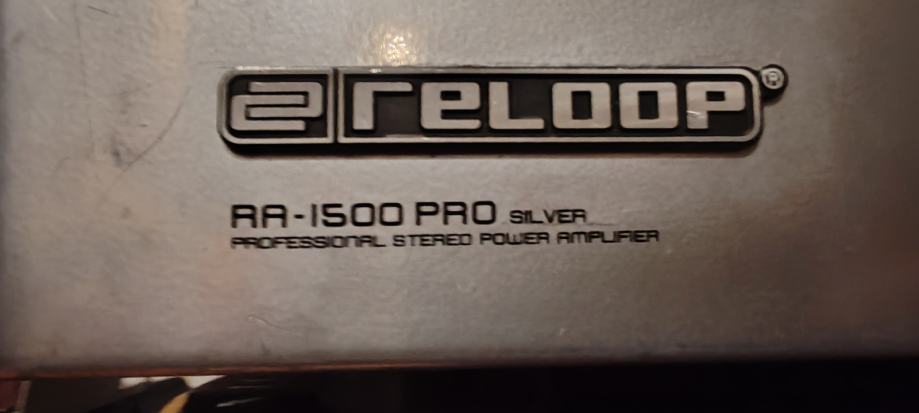 reloop®
RA-1500 PRO SILVER
PROFESSIONAL STEREO POWER AMPLIFIER